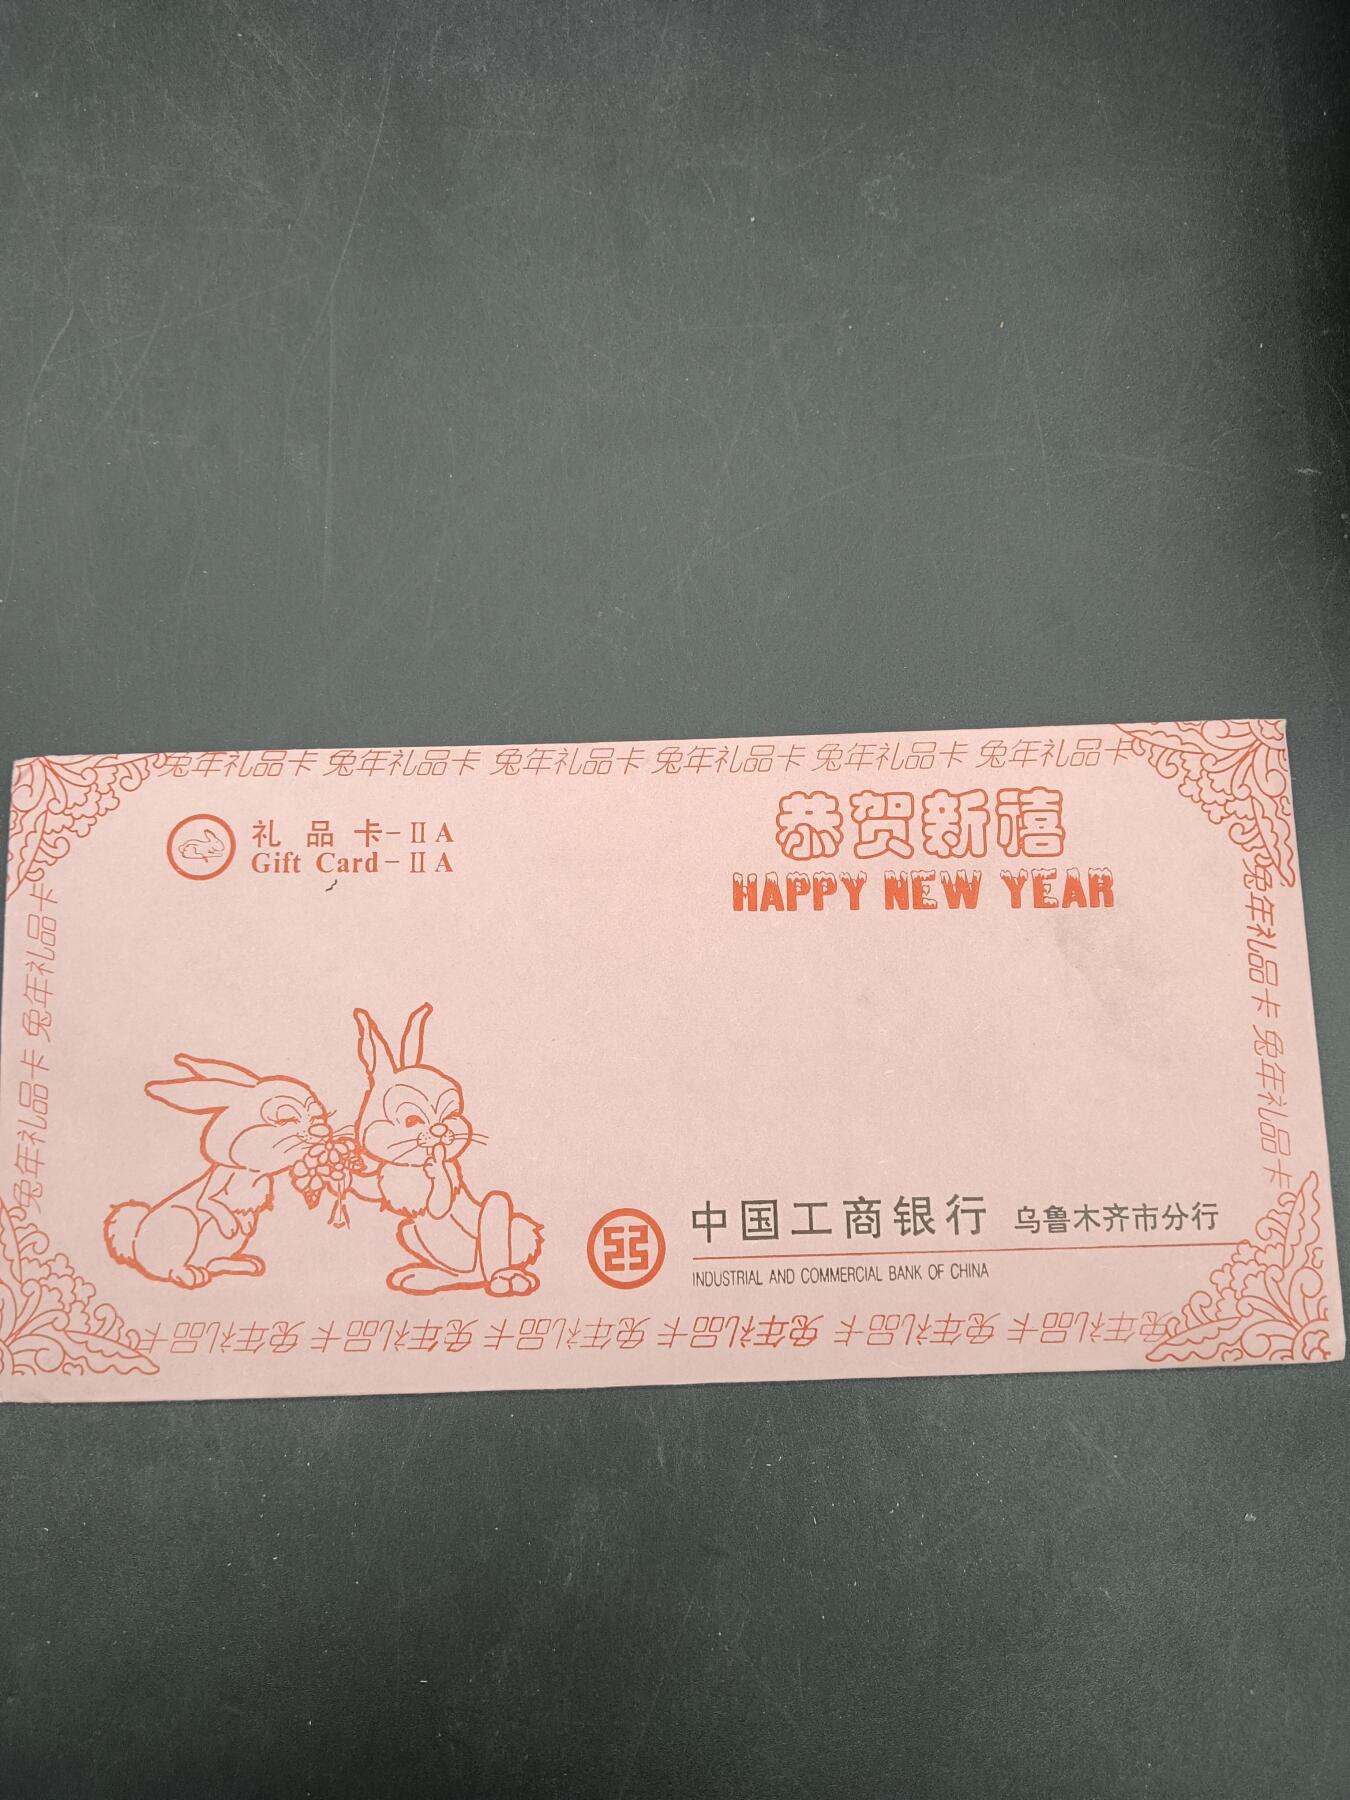 兔年礼品卡 兔年礼品卡 兔年礼品卡 兔年礼品卡 兔年礼品卡 兔年礼品卡
礼品卡-ⅡA
Gift Card-ⅡA
恭贺新禧
HAPPY NEW YEAR
兔年礼品卡 兔年礼品卡
兔年礼品卡 兔年礼品卡
中国工商银行 乌鲁木齐市分行
INDUSTRIAL AND COMMERCIAL BANK OF CHINA
兔年礼品卡 兔年礼品卡 兔年礼品卡 兔年礼品卡 兔年礼品卡 兔年礼品卡